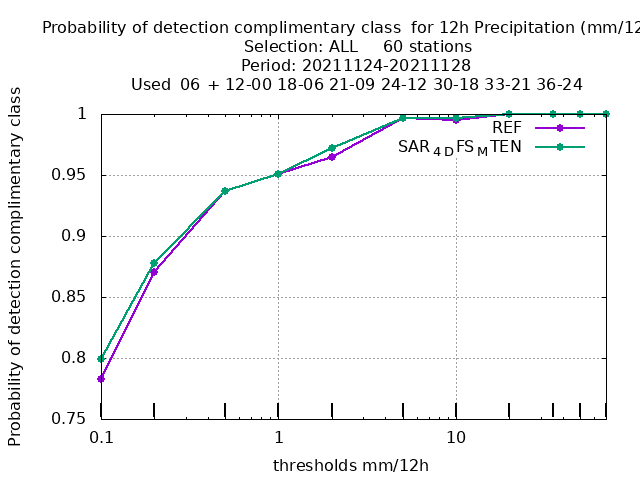 Probability of detection complimentary class  for 12h Precipitation (mm/12
Selection: ALL     60 stations
Period: 20211124-20211128
Used  06 + 12-00 18-06 21-09 24-12 30-18 33-21 36-24
Probability of detection complimentary class
1
0.95
0.9
0.85
0.8
0.75
REF
SAR4DFSMTEN
0.1
1
10
thresholds mm/12h